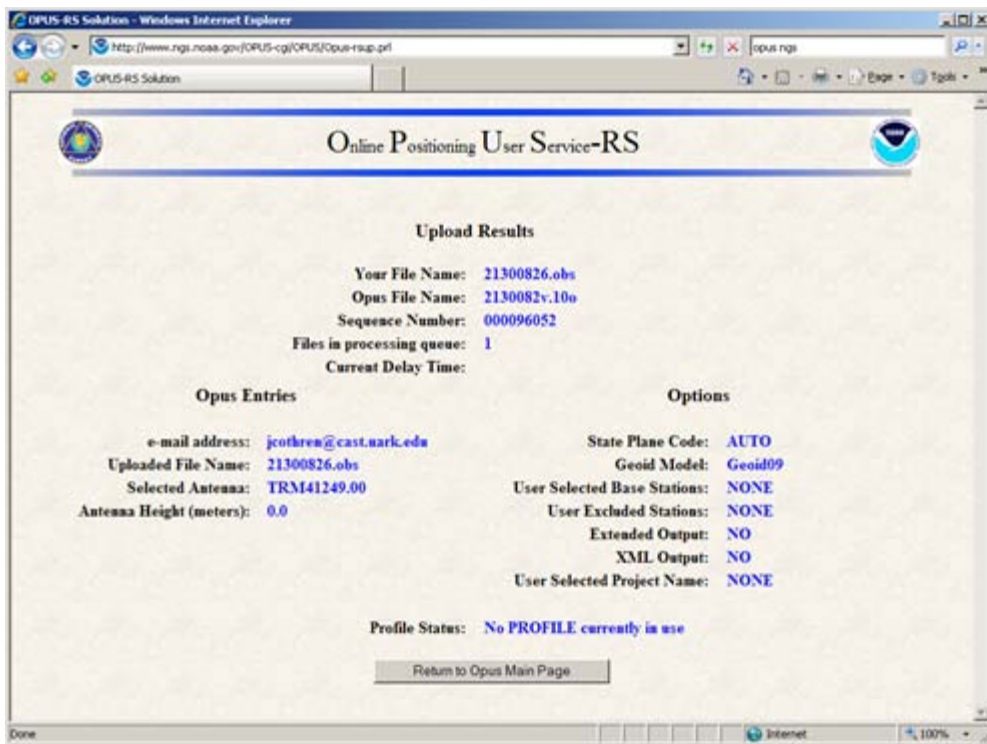 OPUS-RS Solution - Windows Internet Explorer
http://www.ngs.noaa.gov/OPUS-cgi/OPUS/Opus-rsup.prl
opus ngs
OPUS-RS Solution
Page
Tools
Online Positioning User Service-RS
Upload Results
Your File Name: 21300826.obs
Opus File Name: 2130082v.10o
Sequence Number: 000096052
Files in processing queue: 1
Current Delay Time:
Opus Entries
e-mail address: jcothren@cast.uark.edu
Uploaded File Name: 21300826.obs
Selected Antenna: TRM41249.00
Antenna Height (meters): 0.0
Options
State Plane Code: AUTO
Geoid Model: Geoid09
User Selected Base Stations: NONE
User Excluded Stations: NONE
Extended Output: NO
XML Output: NO
User Selected Project Name: NONE
Profile Status: No PROFILE currently in use
Return to Opus Main Page
Done
Internet
100%